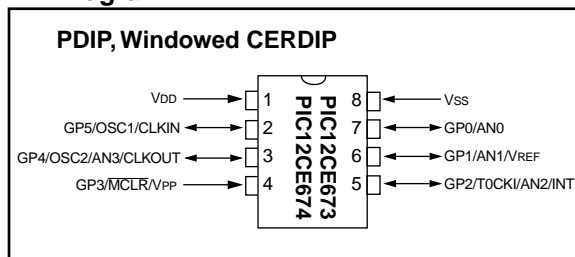 PDIP, Windowed CERDIP
VDD 1
GP5/OSC1/CLKIN 2
GP4/OSC2/AN3/CLKOUT 3
GP3/MCLR/VPP 4
PIC12CE673
PIC12CE674
8 VSS
7 GP0/AN0
6 GP1/AN1/VREF
5 GP2/T0CKI/AN2/INT